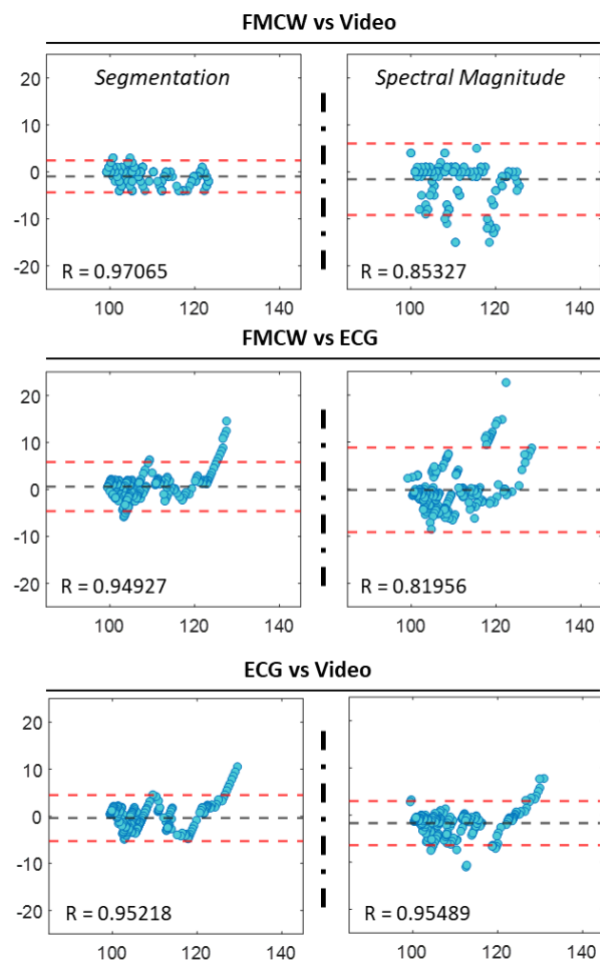 FMCW vs Video
Segmentation Spectral Magnitude
20
10
0
-10
-20
R = 0.97065 R = 0.85327
100 120 140 100 120 140
FMCW vs ECG
20
10
0
-10
-20
R = 0.94927 R = 0.81956
100 120 140 100 120 140
ECG vs Video
20
10
0
-10
-20
R = 0.95218 R = 0.95489
100 120 140 100 120 140